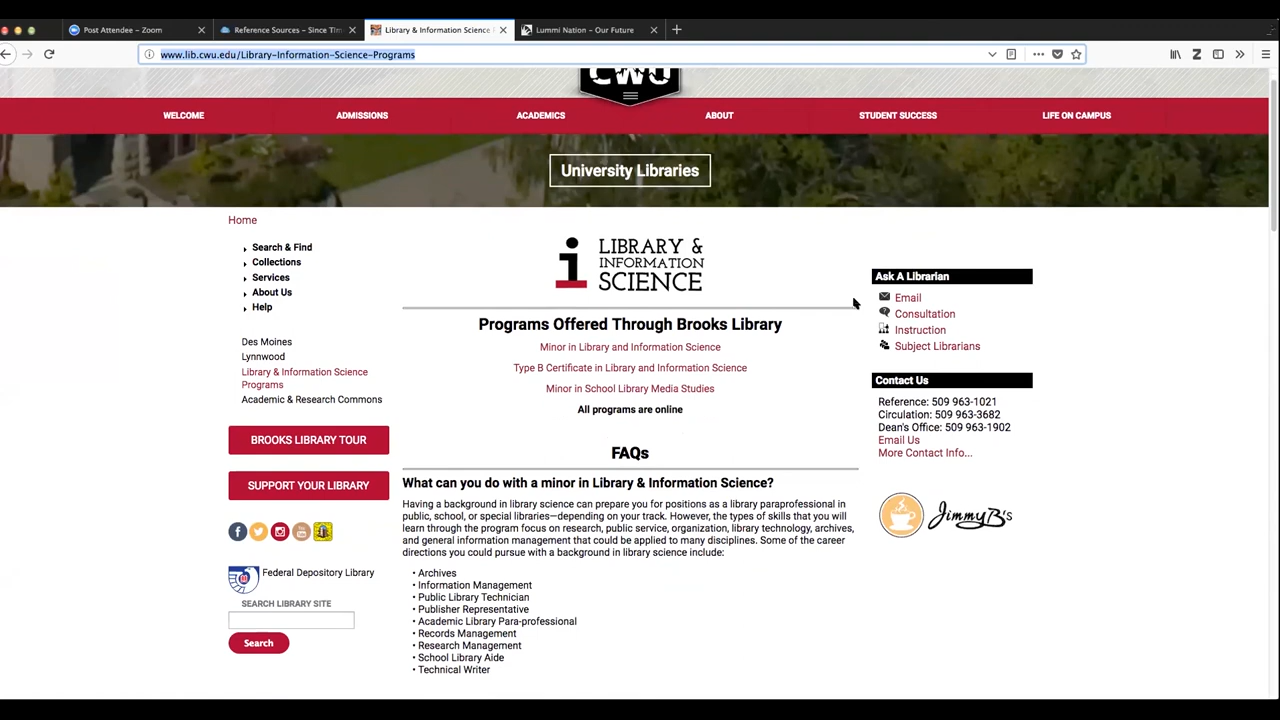 Post Attendee – Zoom
Reference Sources – Since Tim
Library & Information Science
Lummi Nation – Our Future
www.lib.cwu.edu/Library-Information-Science-Programs
CWU
WELCOME
ADMISSIONS
ACADEMICS
ABOUT
STUDENT SUCCESS
LIFE ON CAMPUS
University Libraries
Home
Search & Find
Collections
Services
About Us
Help
Des Moines
Lynnwood
Library & Information Science
Programs
Academic & Research Commons
BROOKS LIBRARY TOUR
SUPPORT YOUR LIBRARY
Federal Depository Library
SEARCH LIBRARY SITE
Search
i LIBRARY &
INFORMATION
SCIENCE
Programs Offered Through Brooks Library
Minor in Library and Information Science
Type B Certificate in Library and Information Science
Minor in School Library Media Studies
All programs are online
FAQs
What can you do with a minor in Library & Information Science?
Having a background in library science can prepare you for positions as a library paraprofessional in
public, school, or special libraries—depending on your track. However, the types of skills that you will
learn through the program focus on research, public service, organization, library technology, archives,
and general information management that could be applied to many disciplines. Some of the career
directions you could pursue with a background in library science include:
• Archives
• Information Management
• Public Library Technician
• Publisher Representative
• Academic Library Para-professional
• Records Management
• Research Management
• School Library Aide
• Technical Writer
Ask A Librarian
Email
Consultation
Instruction
Subject Librarians
Contact Us
Reference: 509 963-1021
Circulation: 509 963-3682
Dean's Office: 509 963-1902
Email Us
More Contact Info...
Jimmy B's